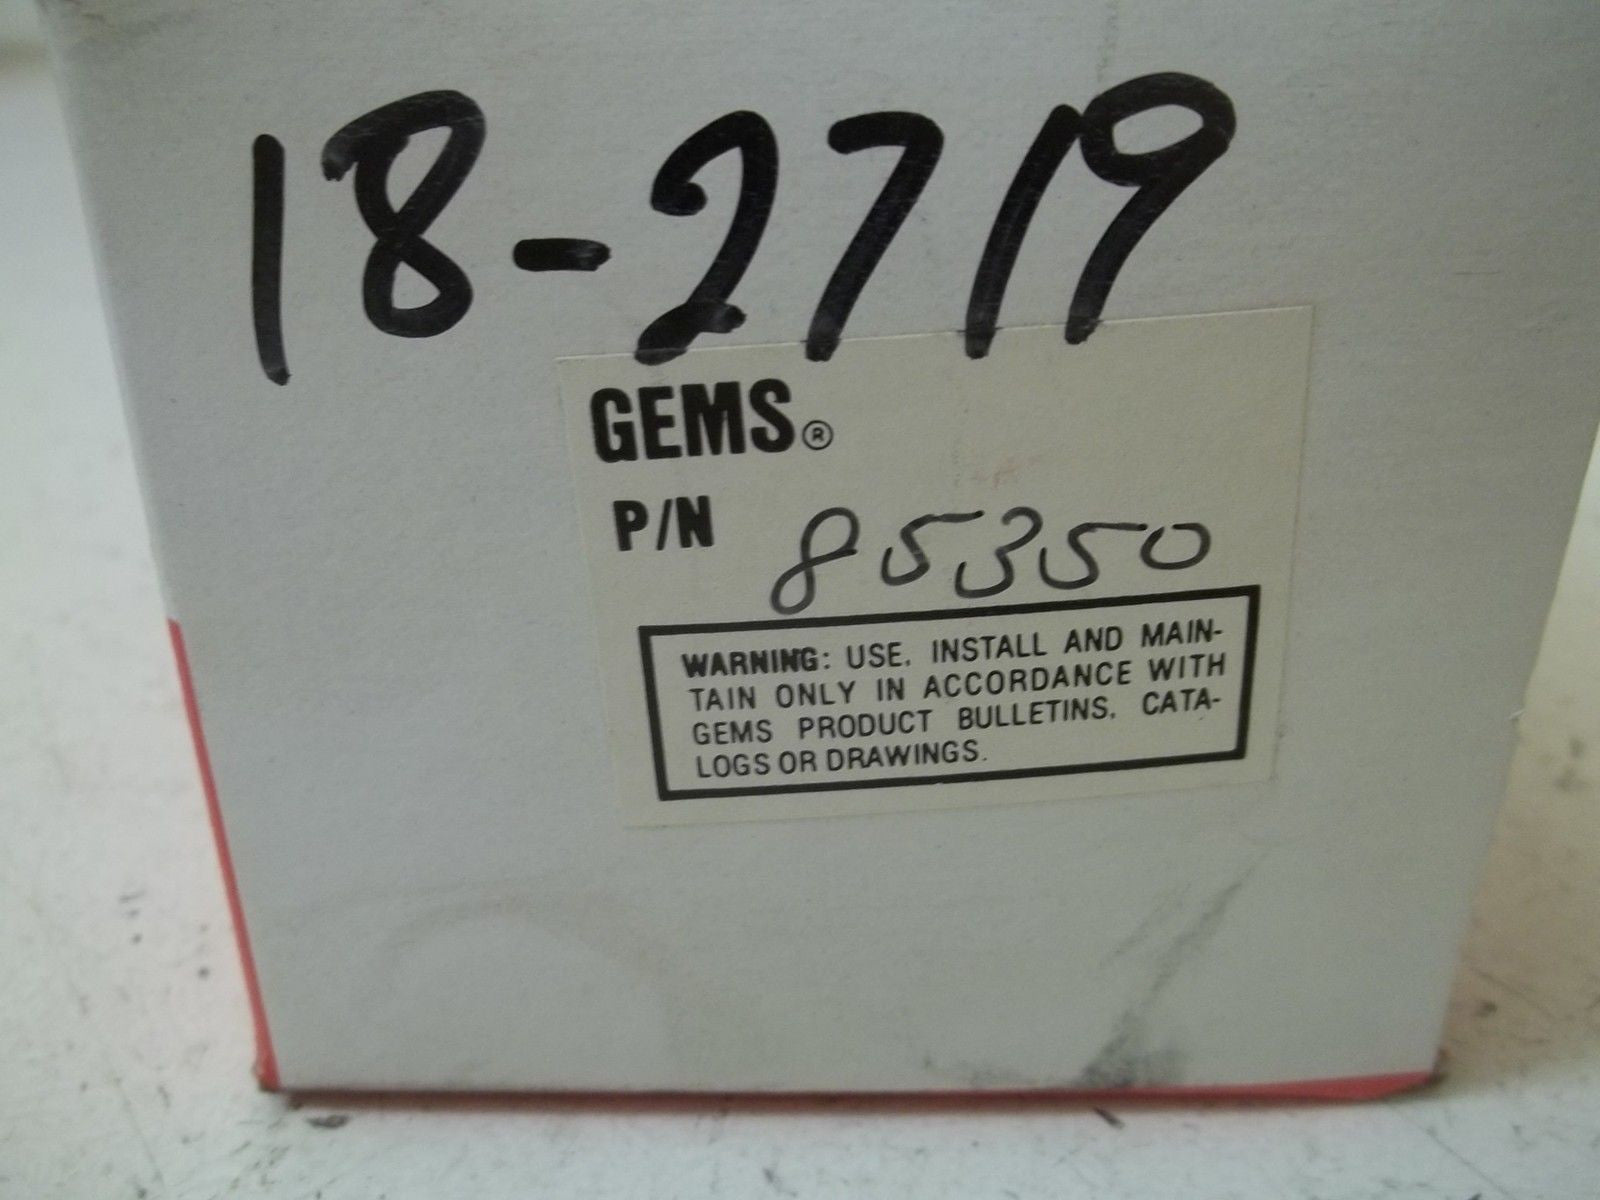 18-2719
GEMS®
P/N 85350
WARNING: USE, INSTALL AND MAIN-
TAIN ONLY IN ACCORDANCE WITH
GEMS PRODUCT BULLETINS, CATA-
LOGS OR DRAWINGS.